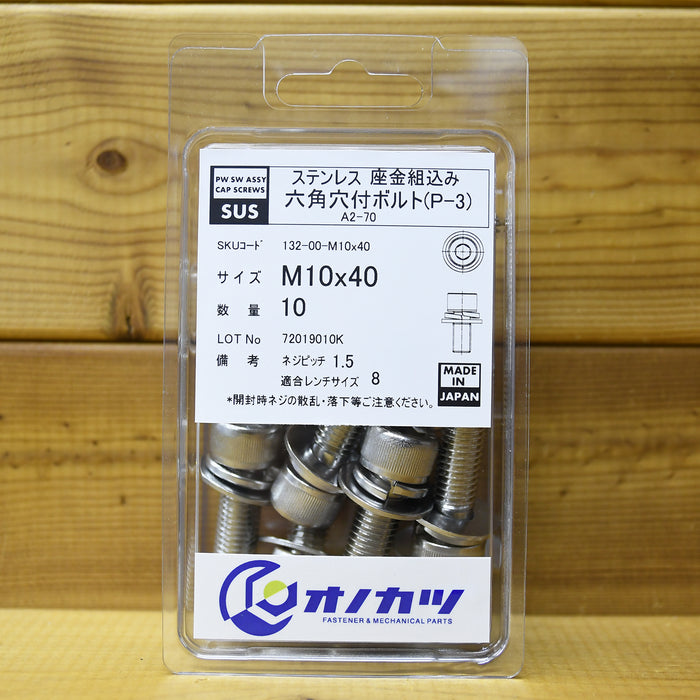 PW SW ASSY
CAP SCREWS
SUS
ステンレス 座金組込み
六角穴付ボルト(P-3)
A2-70
SKUコード 132-00-M10x40
サイズ M10x40
数量 10
LOT No 72019010K
備考 ネジピッチ 1.5
適合レンチサイズ 8
MADE
IN
JAPAN
*開封時ネジの散乱・落下等ご注意ください。
オノカツ
FASTENER & MECHANICAL PARTS